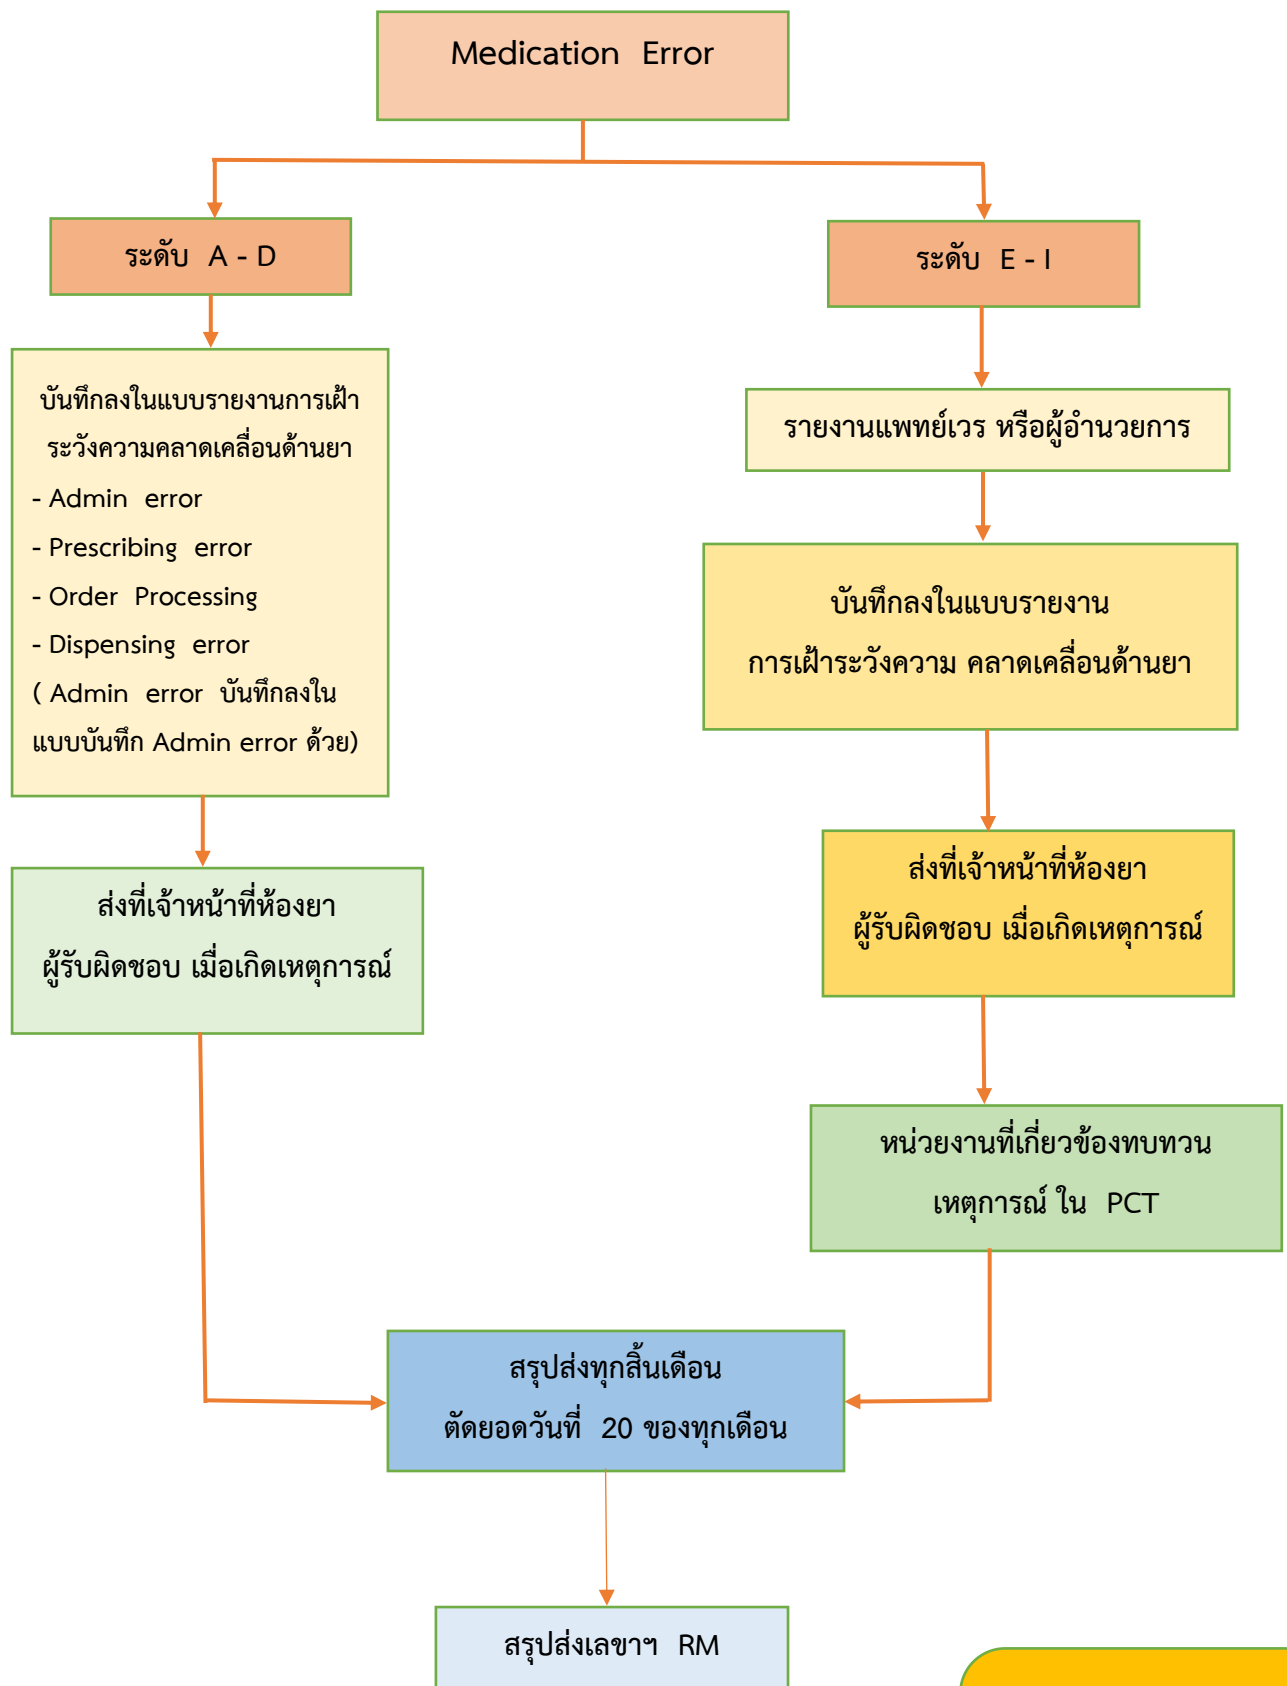 Medication Error
ระดับ A - D
ระดับ E - I
บันทึกลงในแบบรายงานการเฝ้า
ระวังความคลาดเคลื่อนด้านยา
- Admin error
- Prescribing error
- Order Processing
- Dispensing error
( Admin error บันทึกลงใน
แบบบันทึก Admin error ด้วย)
รายงานแพทย์เวร หรือผู้อำนวยการ
บันทึกลงในแบบรายงาน
การเฝ้าระวังความ คลาดเคลื่อนด้านยา
ส่งที่เจ้าหน้าที่ห้องยา
ผู้รับผิดชอบ เมื่อเกิดเหตุการณ์
ส่งที่เจ้าหน้าที่ห้องยา
ผู้รับผิดชอบ เมื่อเกิดเหตุการณ์
หน่วยงานที่เกี่ยวข้องทบทวน
เหตุการณ์ ใน PCT
สรุปส่งทุกสิ้นเดือน
ตัดยอดวันที่ 20 ของทุกเดือน
สรุปส่งเลขาฯ RM